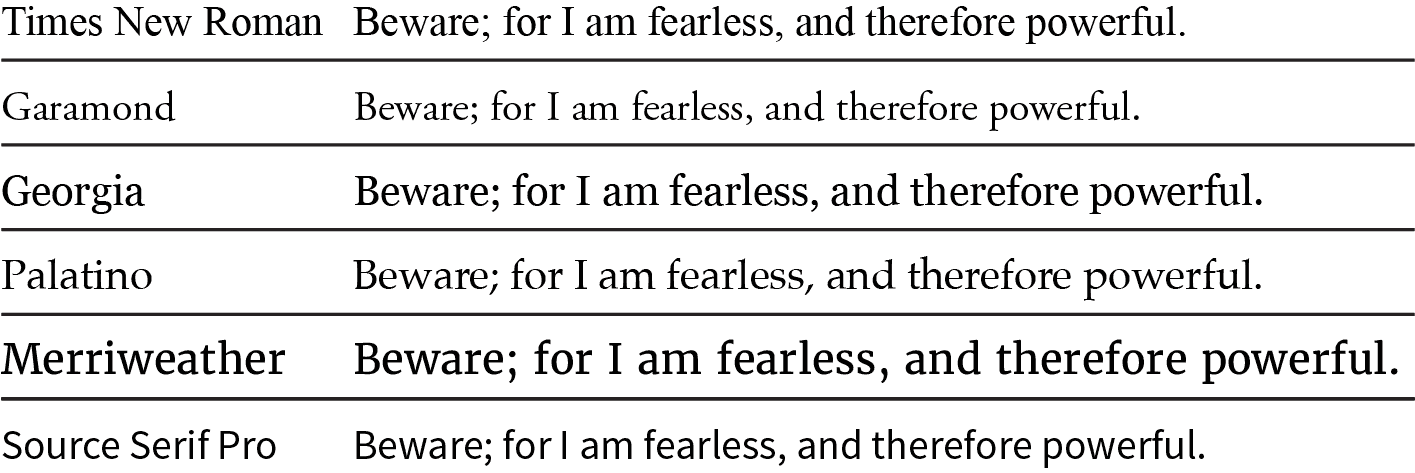 Times New Roman Beware; for I am fearless, and therefore powerful.
Garamond Beware; for I am fearless, and therefore powerful.
Georgia Beware; for I am fearless, and therefore powerful.
Palatino Beware; for I am fearless, and therefore powerful.
Merriweather Beware; for I am fearless, and therefore powerful.
Source Serif Pro Beware; for I am fearless, and therefore powerful.